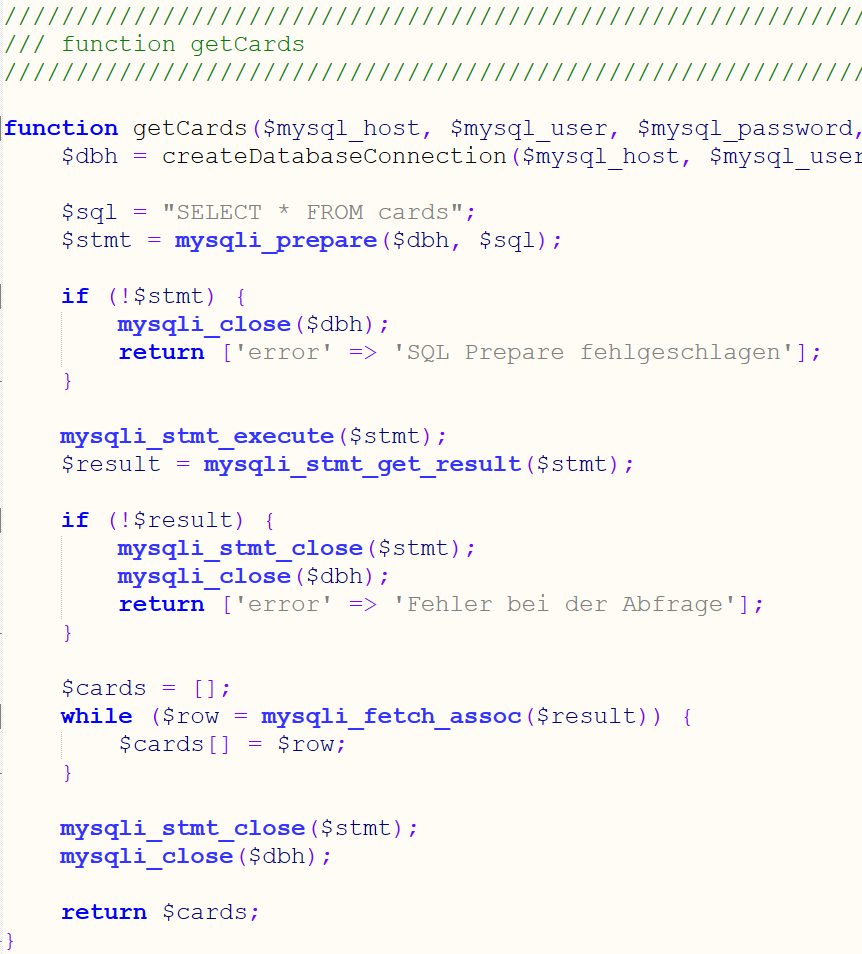 ////////////////////////////////////////////////////////////
/// function getCards
////////////////////////////////////////////////////////////
function getCards($mysql_host, $mysql_user, $mysql_password,
$dbh = createDatabaseConnection($mysql_host, $mysql_user
$sql = "SELECT * FROM cards";
$stmt = mysqli_prepare($dbh, $sql);
if (!$stmt) {
mysqli_close($dbh);
return ['error' => 'SQL Prepare fehlgeschlagen'];
}
mysqli_stmt_execute($stmt);
$result = mysqli_stmt_get_result($stmt);
if (!$result) {
mysqli_stmt_close($stmt);
mysqli_close($dbh);
return ['error' => 'Fehler bei der Abfrage'];
}
$cards = [];
while ($row = mysqli_fetch_assoc($result)) {
$cards[] = $row;
}
mysqli_stmt_close($stmt);
mysqli_close($dbh);
return $cards;
}